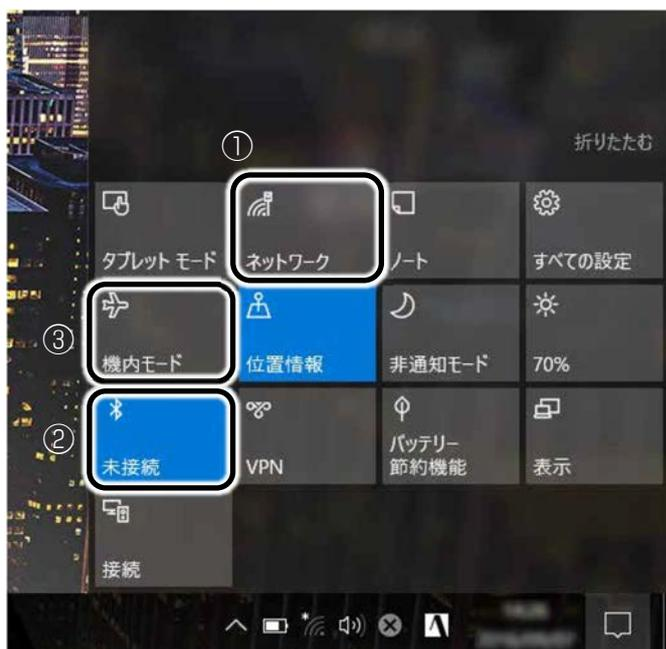 ①
折りたたむ
タブレット モード
ネットワーク
ノート
すべての設定
③
機内モード
位置情報
非通知モード
70%
②
未接続
VPN
バッテリー
節約機能
表示
接続